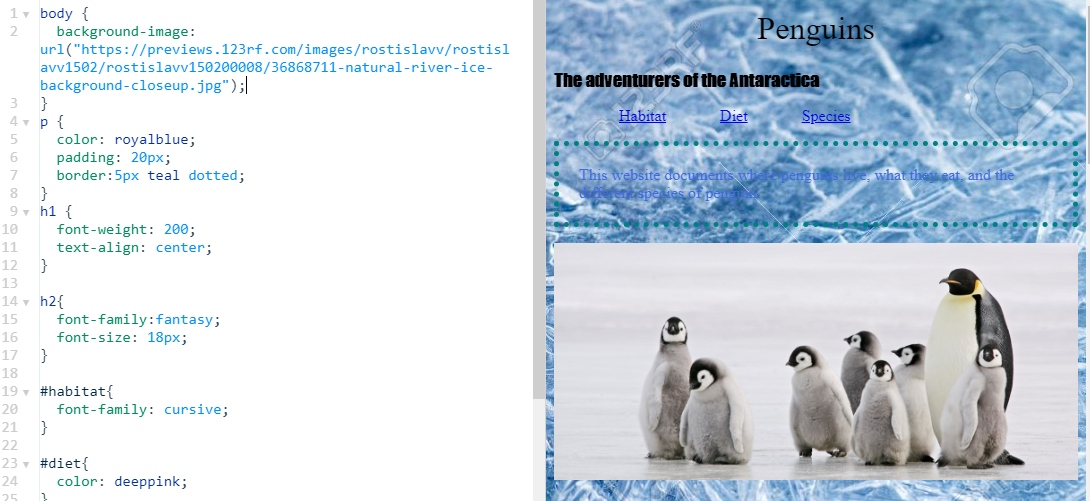 1 body {
2 background-image:
url("https://previews.123rf.com/images/rostislavv/rostisl
avv1502/rostislavv150200008/36868711-natural-river-ice-
background-closeup.jpg");
3 }
4 p {
5 color: royalblue;
6 padding: 20px;
7 border:5px teal dotted;
8 }
9 h1 {
10 font-weight: 200;
11 text-align: center;
12 }
13
14 h2{
15 font-family:fantasy;
16 font-size: 18px;
17 }
18
19 #habitat{
20 font-family: cursive;
21 }
22
23 #diet{
24 color: deeppink;
25 }
Penguins
The adventurers of the Antaractica
Habitat Diet Species
This website documents where penguins live, what they eat, and the
different species of penguins.